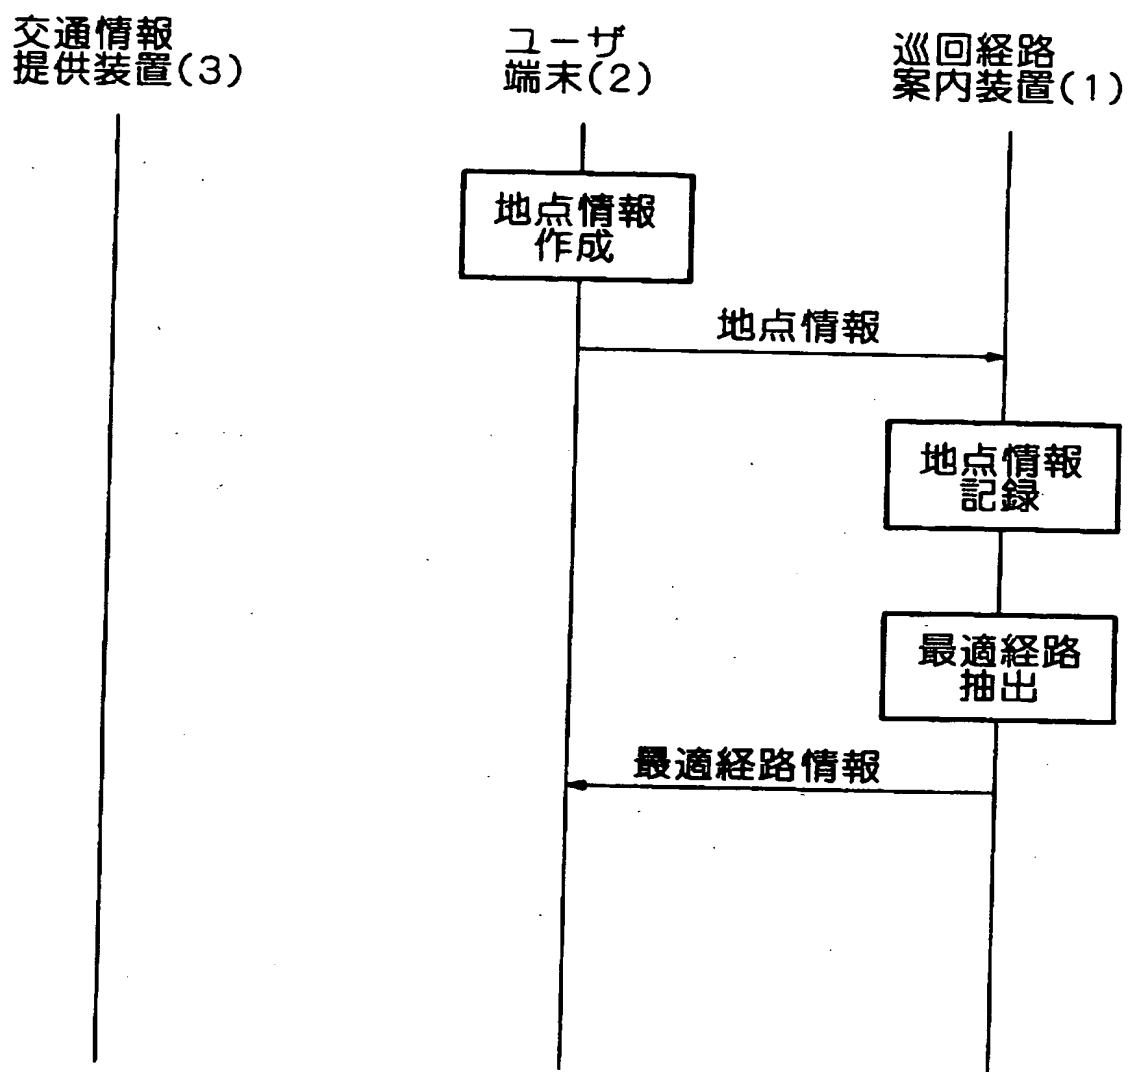 交通情報
提供装置(3)
ユーザ
端末(2)
巡回経路
案内装置(1)
地点情報
作成
地点情報
地点情報
記録
最適経路
抽出
最適経路情報